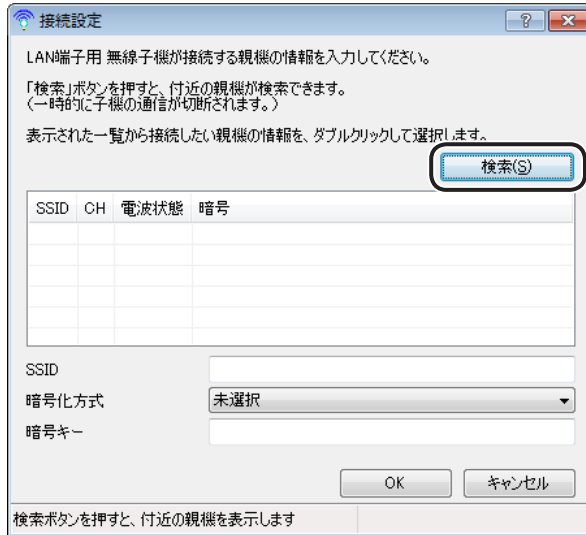 接続設定
LAN端子用 無線子機が接続する親機の情報を入力してください。
「検索」ボタンを押すと、付近の親機が検索できます。
(一時的に子機の通信が切断されます。)
表示された一覧から接続したい親機の情報を、ダブルクリックして選択します。
検索(S)
SSID CH 電波状態 暗号
SSID
暗号化方式 未選択
暗号キー
OK キャンセル
検索ボタンを押すと、付近の親機を表示します